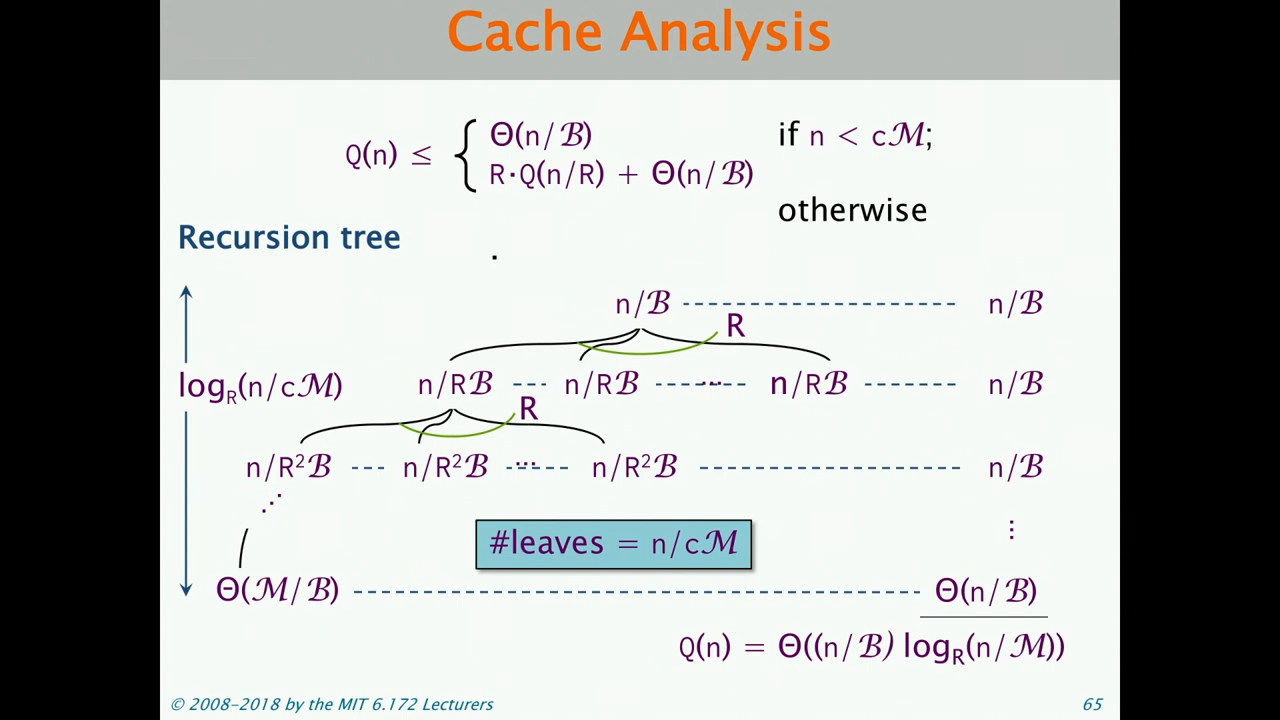 Cache Analysis
Q(n) ≤ { Θ(n/ℬ) if n < cℳ;
R·Q(n/R) + Θ(n/ℬ)
otherwise
Recursion tree
.
n/ℬ n/ℬ
R
log_R(n/cℳ) n/Rℬ n/Rℬ ... n/Rℬ n/ℬ
R
n/R²ℬ n/R²ℬ ... n/R²ℬ n/ℬ
⋰
#leaves = n/cℳ ⋮
Θ(ℳ/ℬ) Θ(n/ℬ)
Q(n) = Θ((n/ℬ) log_R(n/ℳ))
© 2008-2018 by the MIT 6.172 Lecturers 65